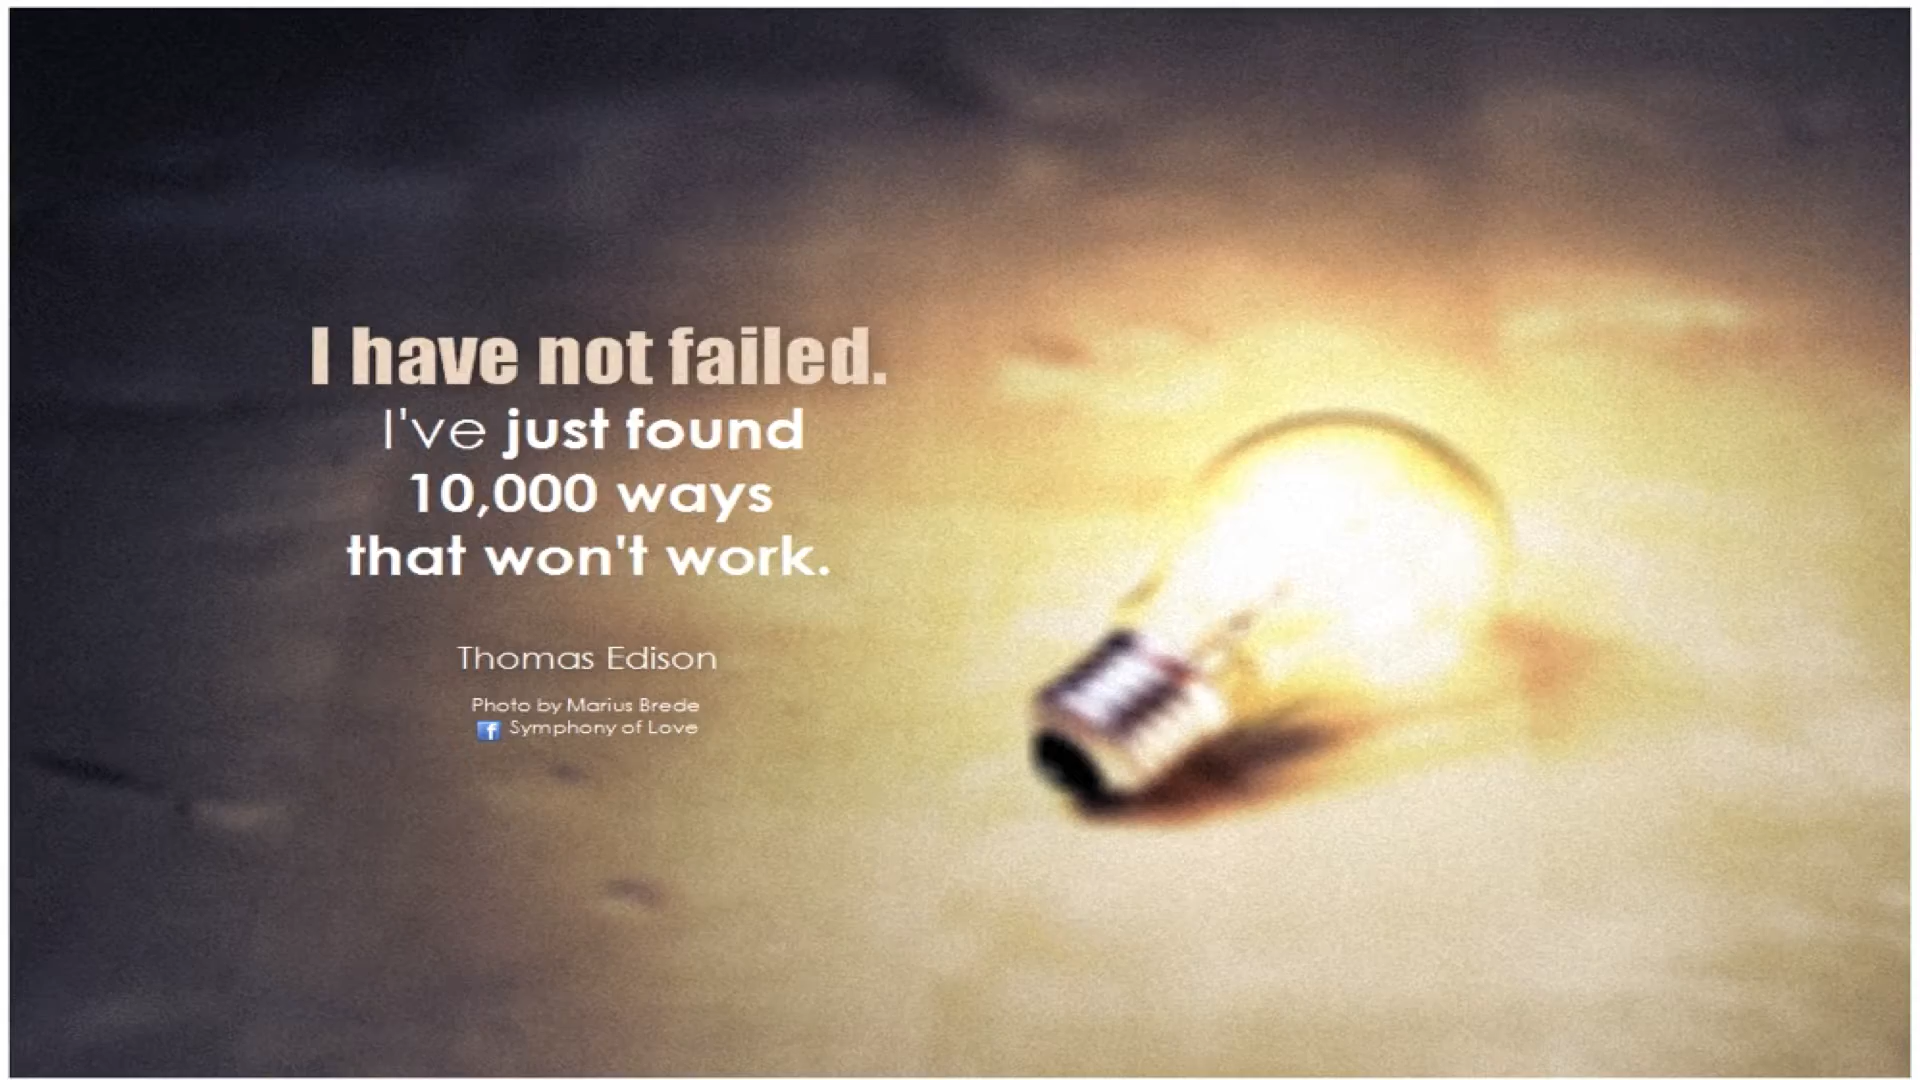 I have not failed.
I've just found
10,000 ways
that won't work.
Thomas Edison
Photo by Marius Brede
Symphony of Love